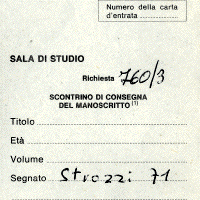 Numero della carta
d'entrata
SALA DI STUDIO
Richiesta 760/3
SCONTRINO DI CONSEGNA
DEL MANOSCRITTO (1)
Titolo
Età
Volume
Segnato Strozzi 71